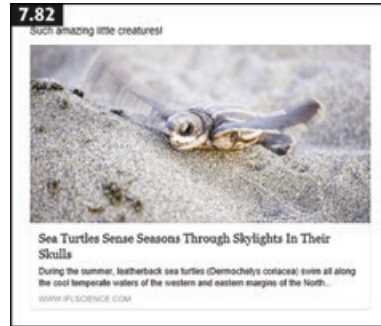 7.82
Such amazing little creatures!
Sea Turtles Sense Seasons Through Skylights In Their
Skulls
During the summer, leatherback sea turtles (Dermochelys coriacea) swim all along
the cool temperate waters of the western and eastern margins of the North...
WWW.IFLSCIENCE.COM